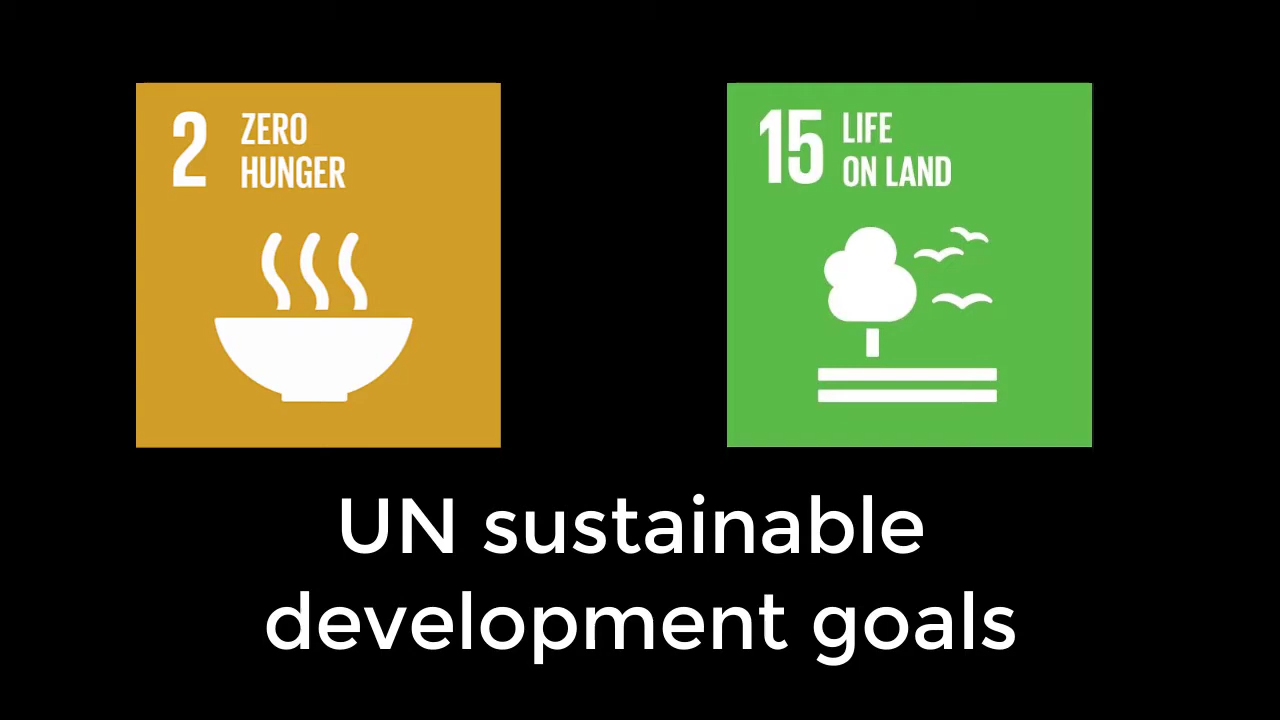 2 ZERO
HUNGER
15 LIFE
ON LAND
UN sustainable
development goals